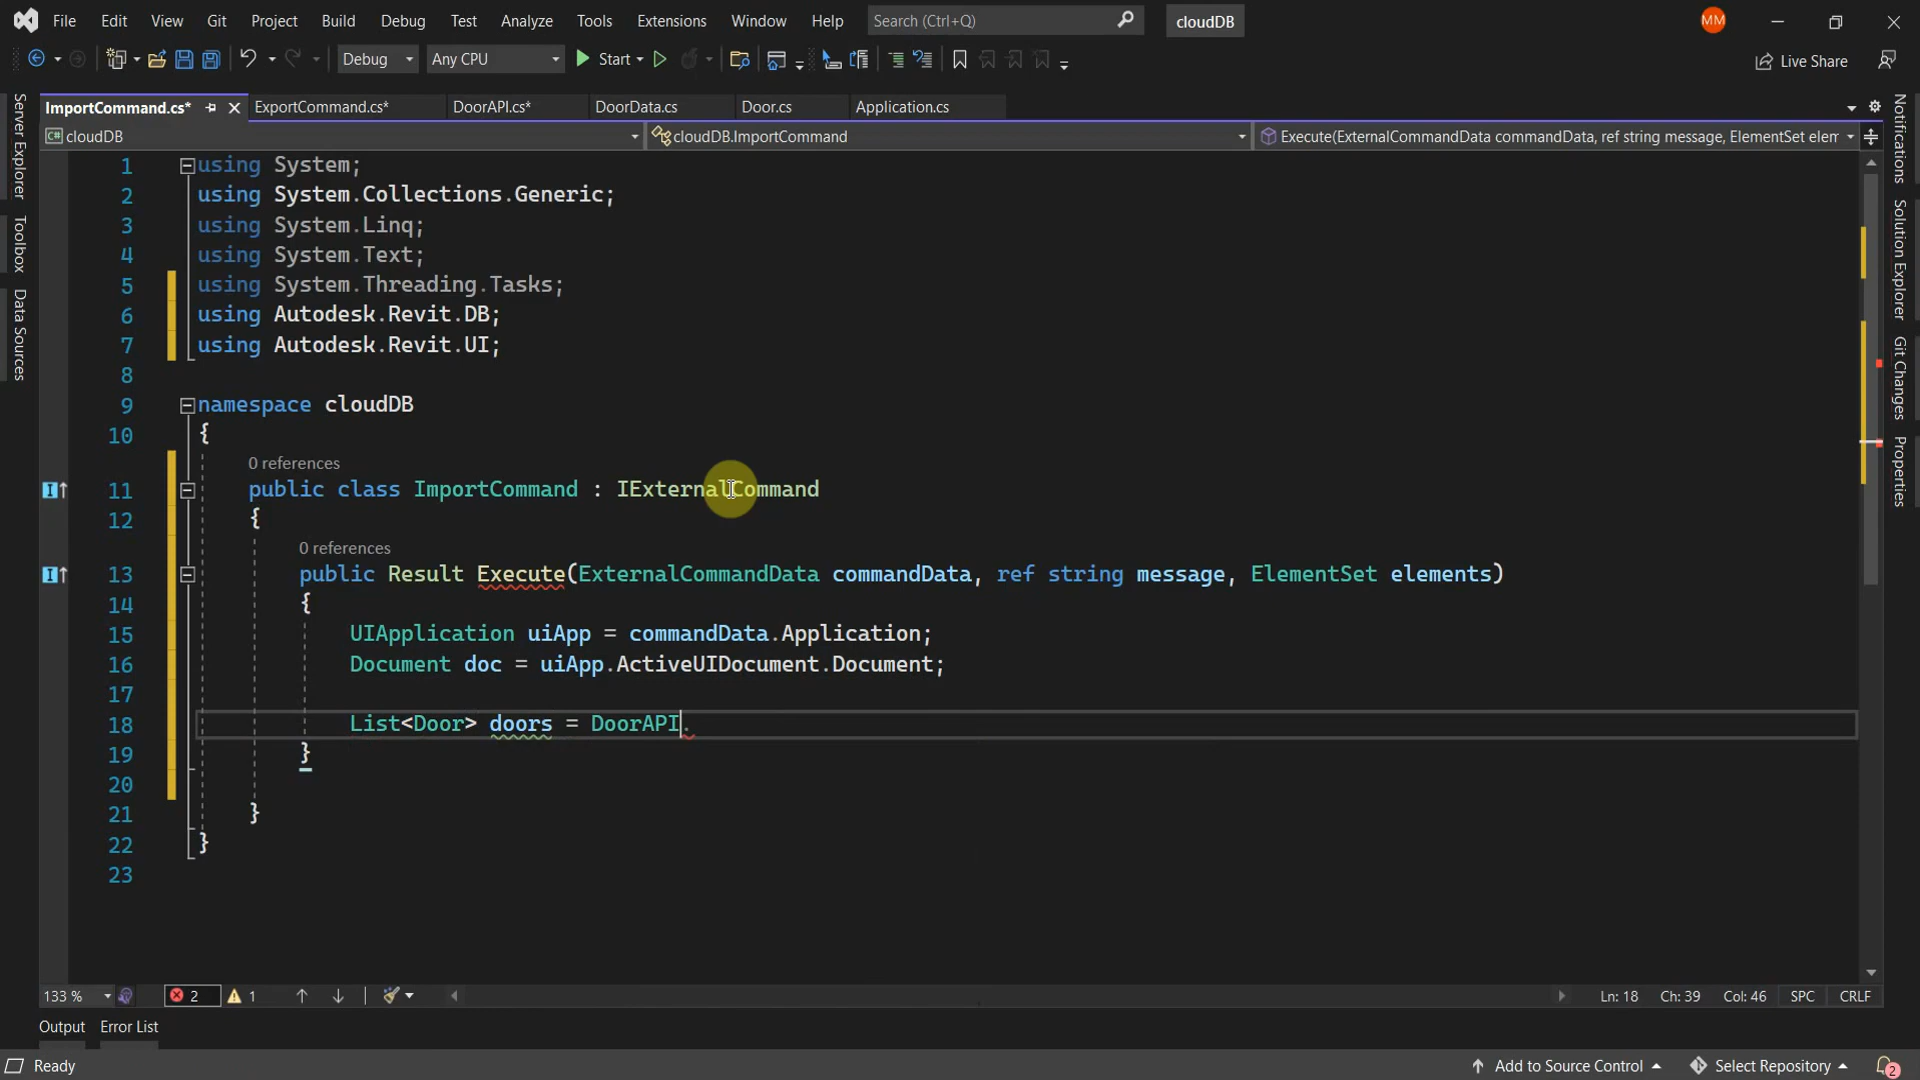 File Edit View Git Project Build Debug Test Analyze Tools Extensions Window Help Search (Ctrl+Q) cloudDB MM
Debug Any CPU Start Live Share
ImportCommand.cs* ExportCommand.cs* DoorAPI.cs* DoorData.cs Door.cs Application.cs
C# cloudDB cloudDB.ImportCommand Execute(ExternalCommandData commandData, ref string message, ElementSet elem
Server Explorer
Toolbox
Data Sources
1 using System;
2 using System.Collections.Generic;
3 using System.Linq;
4 using System.Text;
5 using System.Threading.Tasks;
6 using Autodesk.Revit.DB;
7 using Autodesk.Revit.UI;
8
9 namespace cloudDB
10 {
0 references
11 public class ImportCommand : IExternalCommand
12 {
0 references
13 public Result Execute(ExternalCommandData commandData, ref string message, ElementSet elements)
14 {
15 UIApplication uiApp = commandData.Application;
16 Document doc = uiApp.ActiveUIDocument.Document;
17
18 List<Door> doors = DoorAPI.
19 }
20
21 }
22 }
23
Notifications
Solution Explorer
Git Changes
Properties
133 % 2 1 Ln: 18 Ch: 39 Col: 46 SPC CRLF
Output Error List
Ready Add to Source Control Select Repository 2